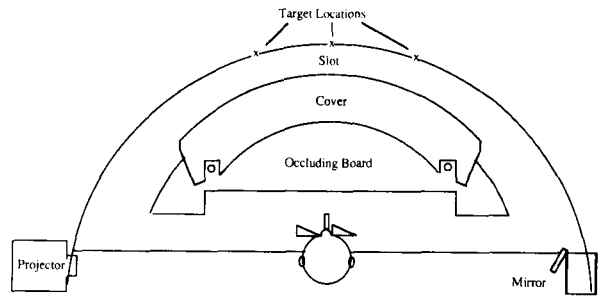 Target Locations
Slot
Cover
Occluding Board
Projector
Mirror